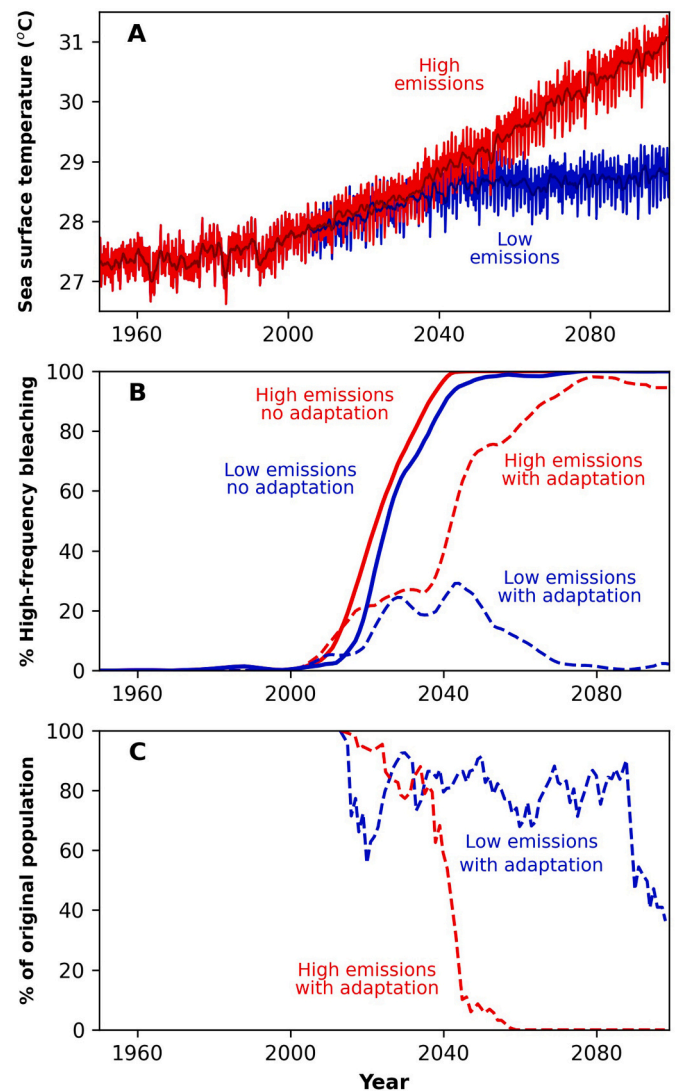 Sea surface temperature (°C)
A
31
30
29
28
27
High
emissions
Low
emissions
1960
2000
2040
2080
% High-frequency bleaching
B
100
80
60
40
20
0
High emissions
no adaptation
Low emissions
no adaptation
High emissions
with adaptation
Low emissions
with adaptation
1960
2000
2040
2080
% of original population
C
100
80
60
40
20
0
Low emissions
with adaptation
High emissions
with adaptation
1960
2000
2040
2080
Year